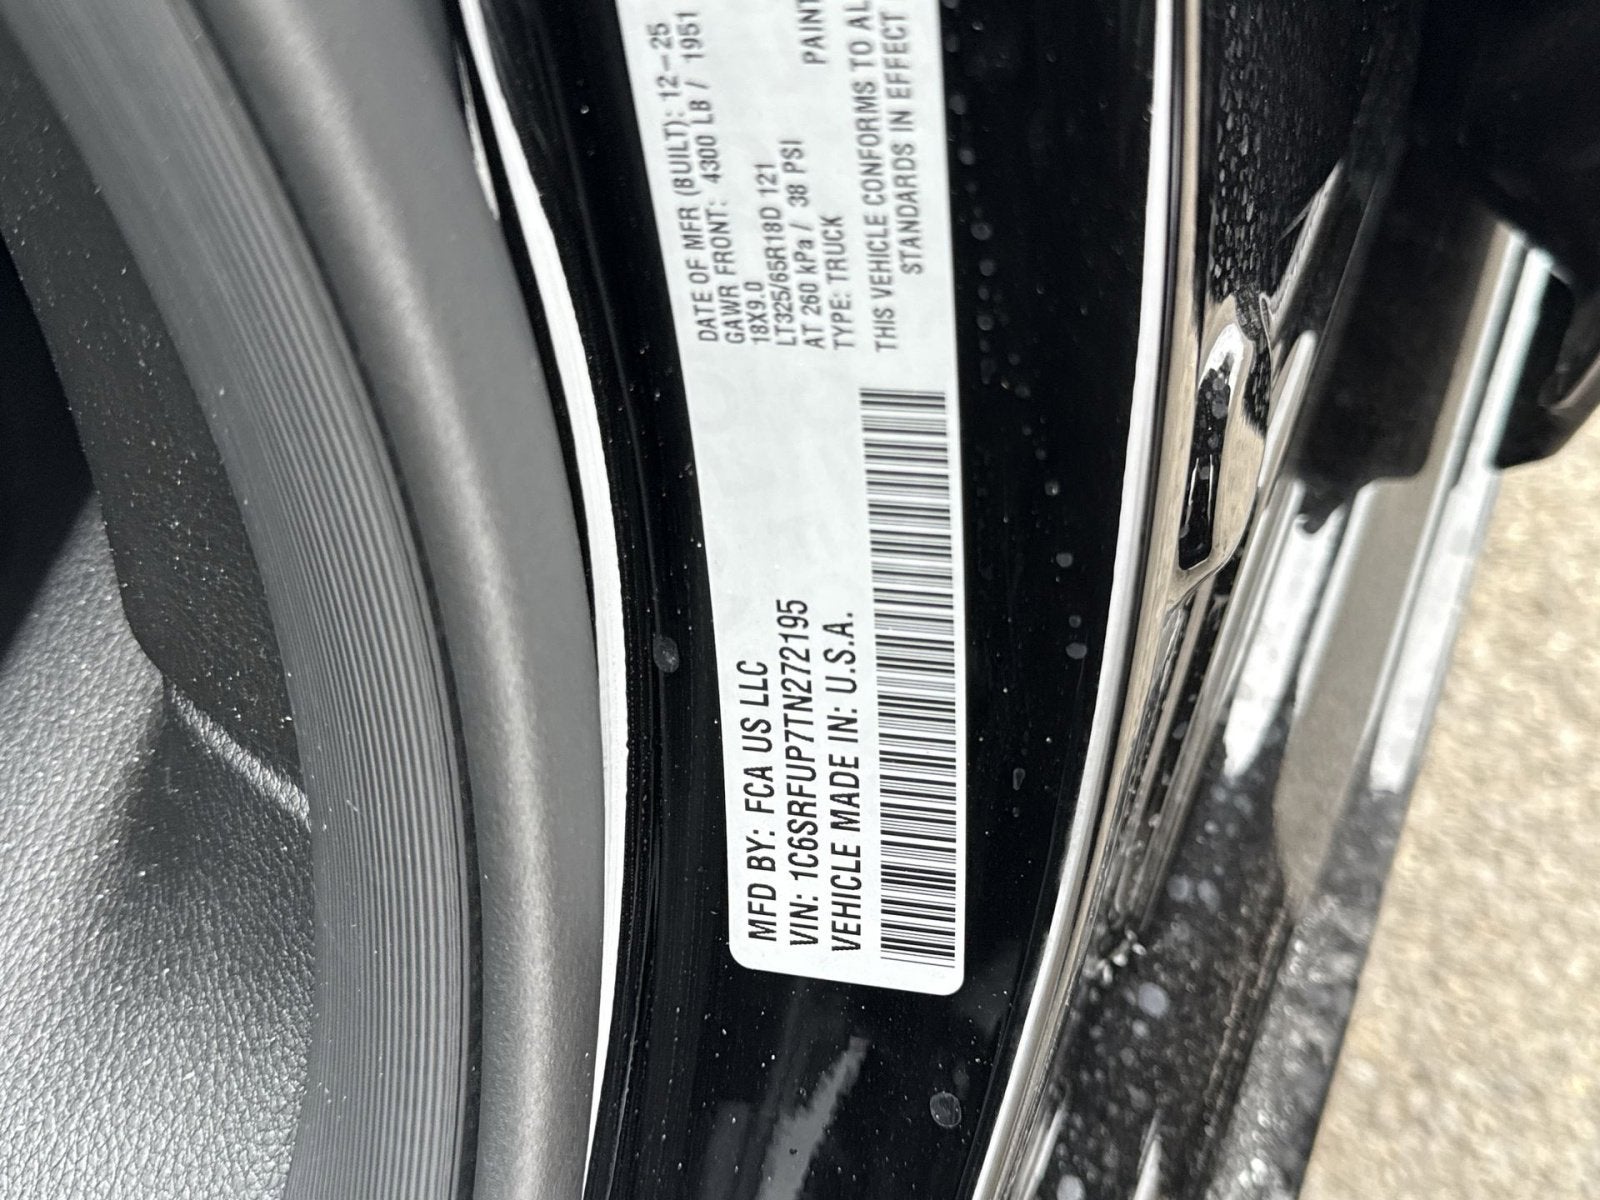 MFD BY: FCA US LLC
VIN: 1C6SRFUP7TN272195
VEHICLE MADE IN: U.S.A.
DATE OF MFR (BUILT): 12-25
GAWR FRONT: 4300 LB / 1951
18X9.0
LT325/65R18D 121
AT 260 kPa / 38 PSI
TYPE: TRUCK
PAINT
THIS VEHICLE CONFORMS TO AL
STANDARDS IN EFFECT